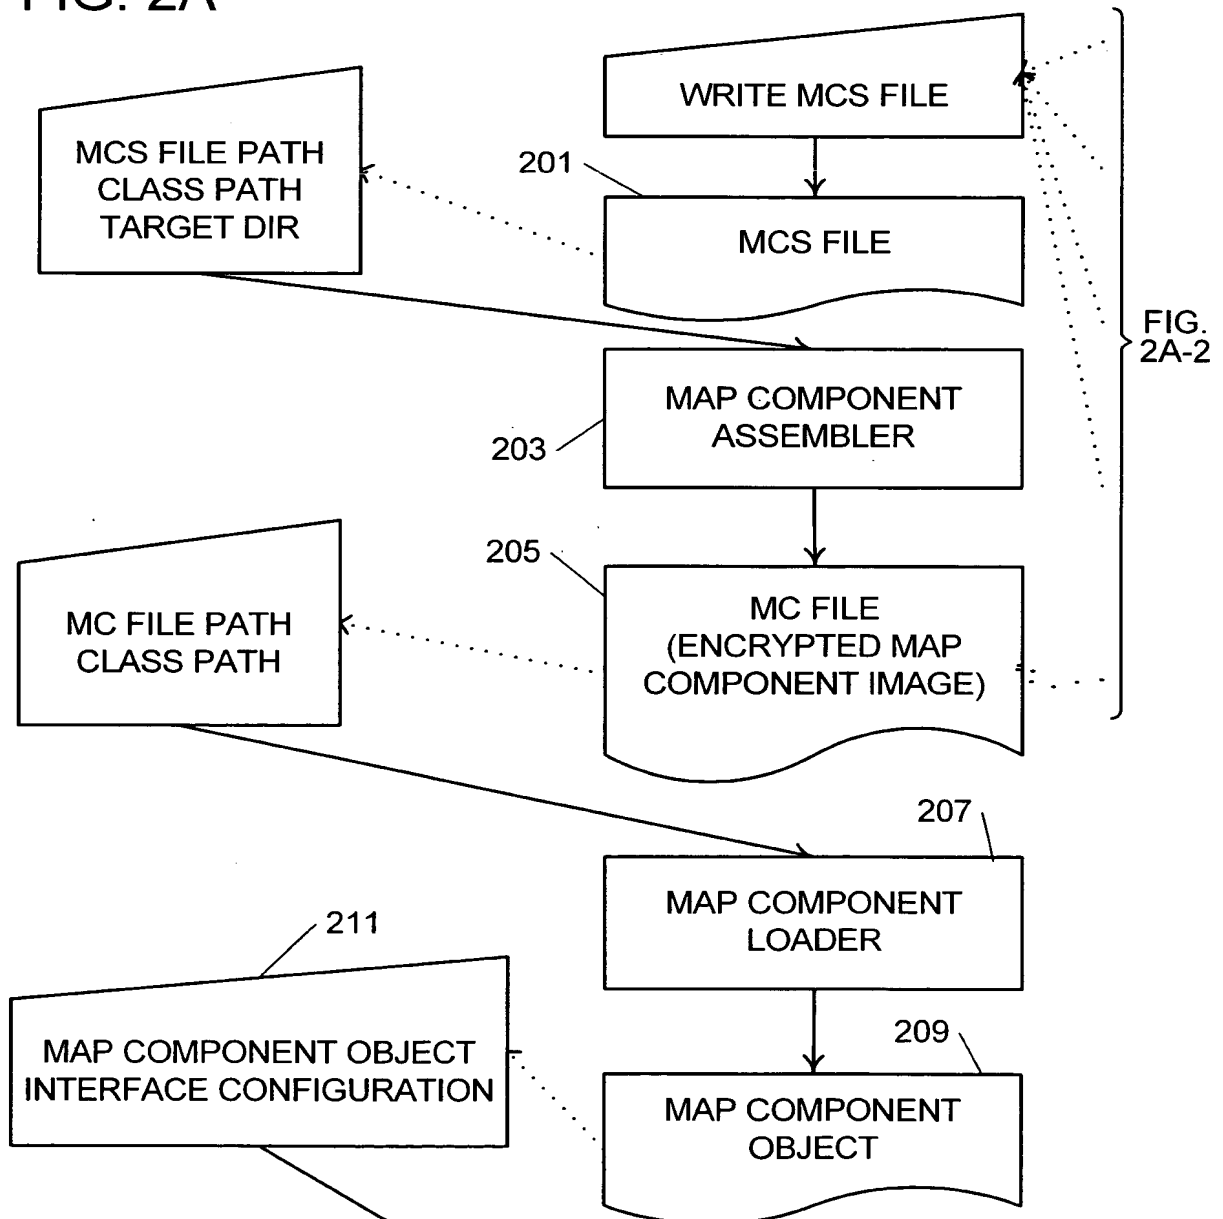 FIG. 2A
WRITE MCS FILE
MCS FILE PATH
CLASS PATH
TARGET DIR
201
MCS FILE
FIG.
2A-2
MAP COMPONENT
ASSEMBLER
203
205
MC FILE
(ENCRYPTED MAP
COMPONENT IMAGE)
MC FILE PATH
CLASS PATH
207
MAP COMPONENT
LOADER
211
209
MAP COMPONENT OBJECT
INTERFACE CONFIGURATION
MAP COMPONENT
OBJECT